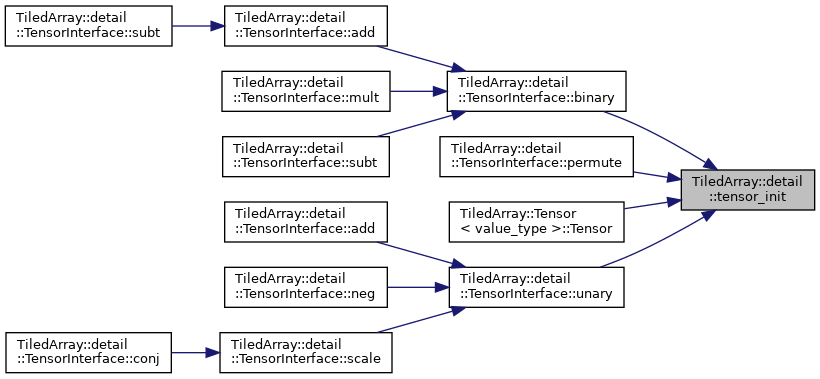 TiledArray::detail
::TensorInterface::subt
TiledArray::detail
::TensorInterface::add
TiledArray::detail
::TensorInterface::mult
TiledArray::detail
::TensorInterface::subt
TiledArray::detail
::TensorInterface::binary
TiledArray::detail
::TensorInterface::permute
TiledArray::detail
::tensor_init
TiledArray::Tensor
< value_type >::Tensor
TiledArray::detail
::TensorInterface::add
TiledArray::detail
::TensorInterface::neg
TiledArray::detail
::TensorInterface::unary
TiledArray::detail
::TensorInterface::conj
TiledArray::detail
::TensorInterface::scale